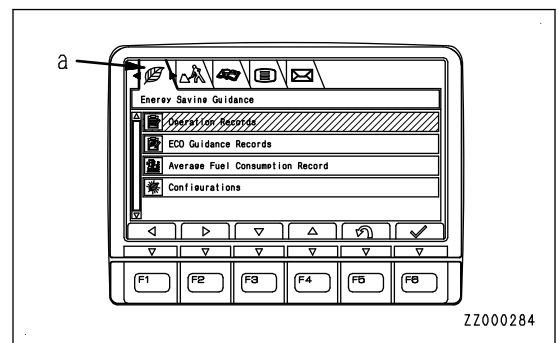 a
Energy Saving Guidance
Operation Records
ECO Guidance Records
Average Fuel Consumption Record
Configurations
F1 F2 F3 F4 F5 F6
ZZ000284